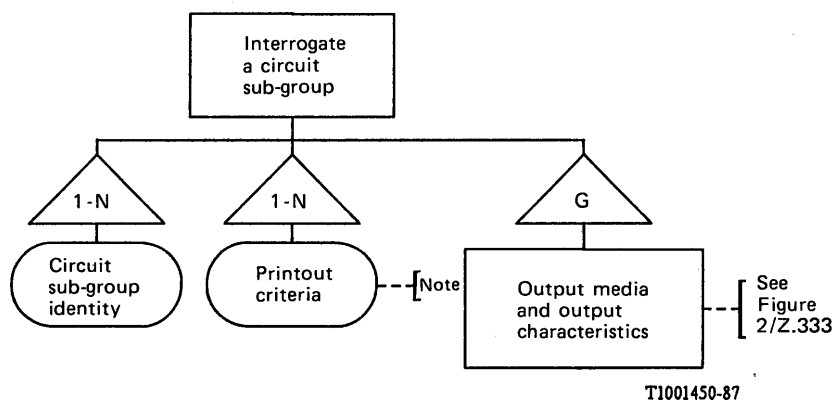 Interrogate
a circuit
sub-group
1-N
1-N
G
Circuit
sub-group
identity
Printout
criteria
Note
Output media
and output
characteristics
See
Figure
2/Z.333
T1001450-87